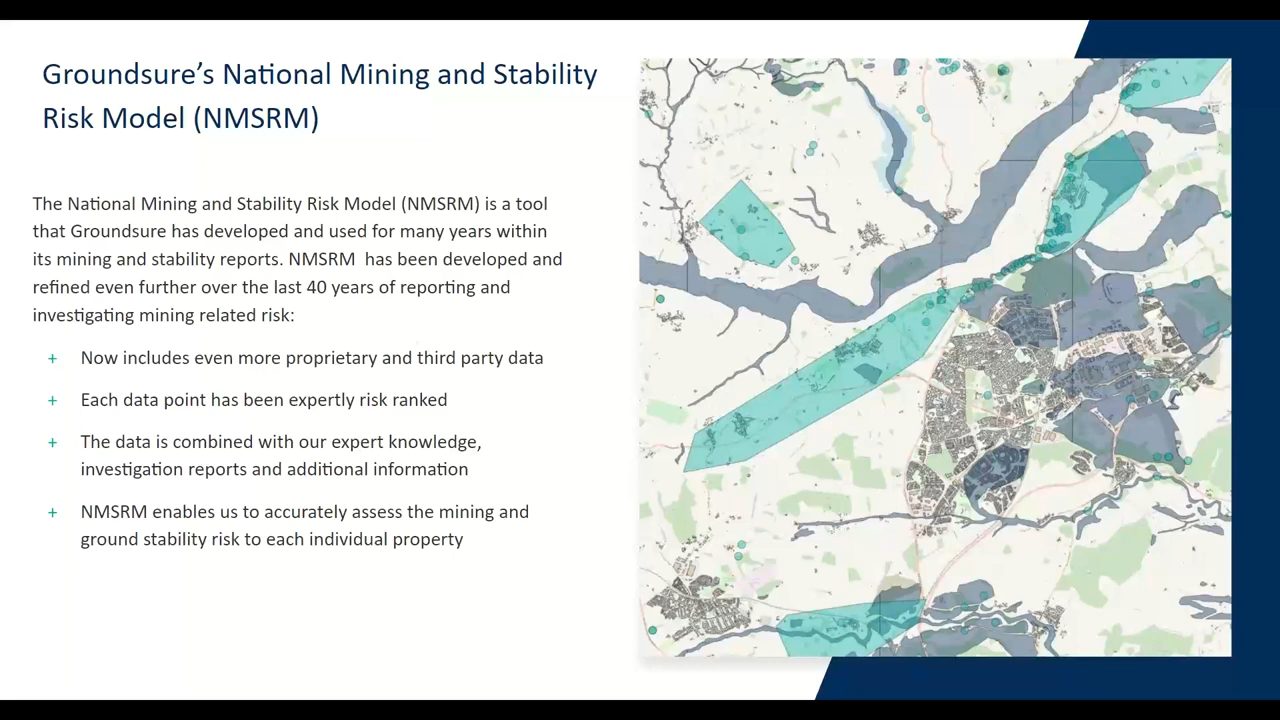 Groundsure’s National Mining and Stability
Risk Model (NMSRM)
The National Mining and Stability Risk Model (NMSRM) is a tool
that Groundsure has developed and used for many years within
its mining and stability reports. NMSRM has been developed and
refined even further over the last 40 years of reporting and
investigating mining related risk:
+ Now includes even more proprietary and third party data
+ Each data point has been expertly risk ranked
+ The data is combined with our expert knowledge,
investigation reports and additional information
+ NMSRM enables us to accurately assess the mining and
ground stability risk to each individual property